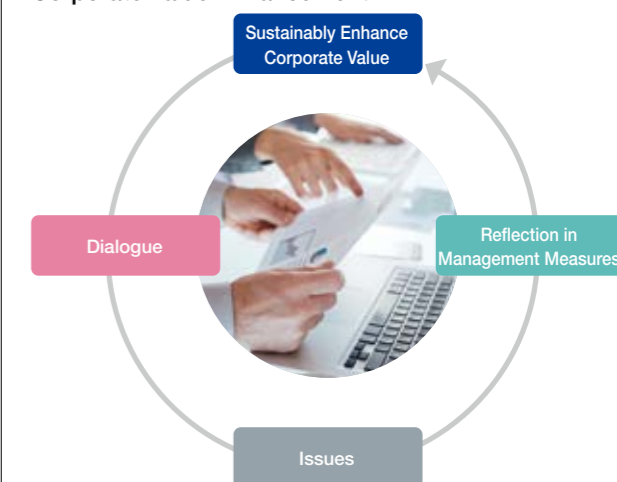 Sustainably Enhance
Corporate Value
Dialogue
Reflection in
Management Measures
Issues